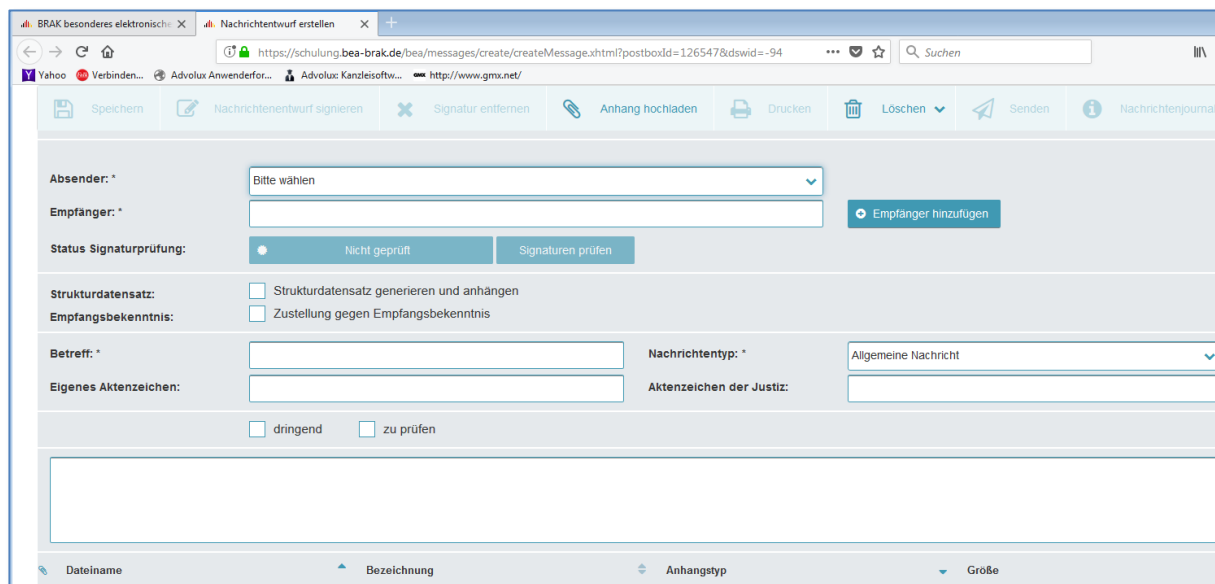 BRAK besonderes elektronische X Nachrichtentwurf erstellen X +
https://schulung.bea-brak.de/bea/messages/create/createMessage.xhtml?postboxId=126547&dswid=-94 Suchen
Yahoo Verbinden... Advolux Anwenderfor... Advolux Kanzleisoftw... GMX http://www.gmx.net/
Speichern Nachrichtenentwurf signieren Signatur entfernen Anhang hochladen Drucken Löschen Senden Nachrichtenjournal
Absender: * Bitte wählen
Empfänger: * Empfänger hinzufügen
Status Signaturprüfung: Nicht geprüft Signaturen prüfen
Strukturdatensatz: Strukturdatensatz generieren und anhängen
Empfangsbekenntnis: Zustellung gegen Empfangsbekenntnis
Betreff: * Nachrichtentyp: * Allgemeine Nachricht
Eigenes Aktenzeichen: Aktenzeichen der Justiz:
dringend zu prüfen
Dateiname Bezeichnung Anhangstyp Größe